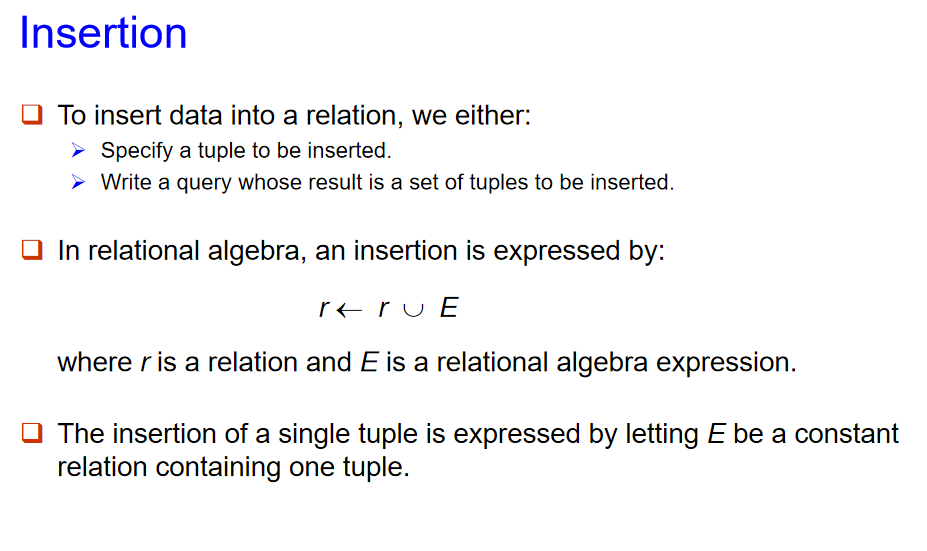 Insertion
❑ To insert data into a relation, we either:
➢ Specify a tuple to be inserted.
➢ Write a query whose result is a set of tuples to be inserted.
❑ In relational algebra, an insertion is expressed by:
r ← r ∪ E
where r is a relation and E is a relational algebra expression.
❑ The insertion of a single tuple is expressed by letting E be a constant
relation containing one tuple.